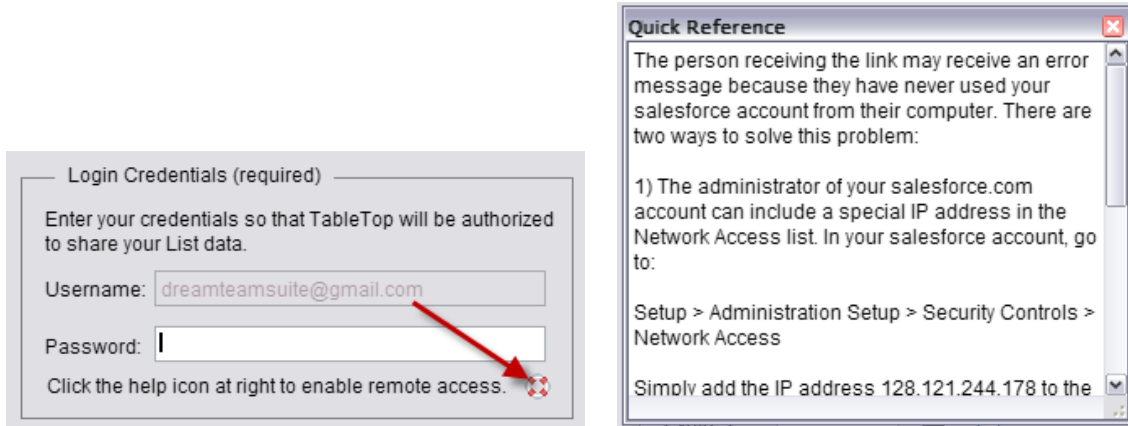 Login Credentials (required)
Enter your credentials so that TableTop will be authorized
to share your List data.
Username: dreamteamsuite@gmail.com
Password:
Click the help icon at right to enable remote access.
Quick Reference
The person receiving the link may receive an error
message because they have never used your
salesforce account from their computer. There are
two ways to solve this problem:
1) The administrator of your salesforce.com
account can include a special IP address in the
Network Access list. In your salesforce account, go
to:
Setup > Administration Setup > Security Controls >
Network Access
Simply add the IP address 128.121.244.178 to the